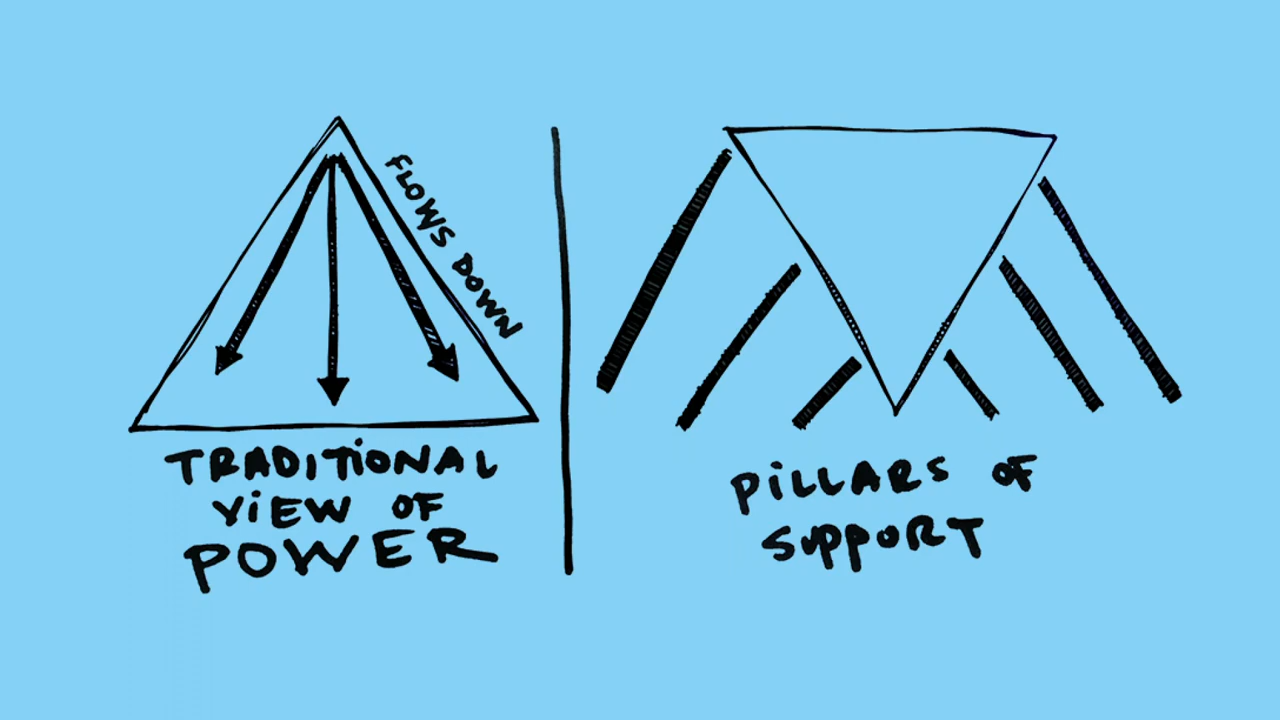 FLOWS DOWN
TRADITIONAL
VIEW OF
POWER
PILLARS OF
SUPPORT